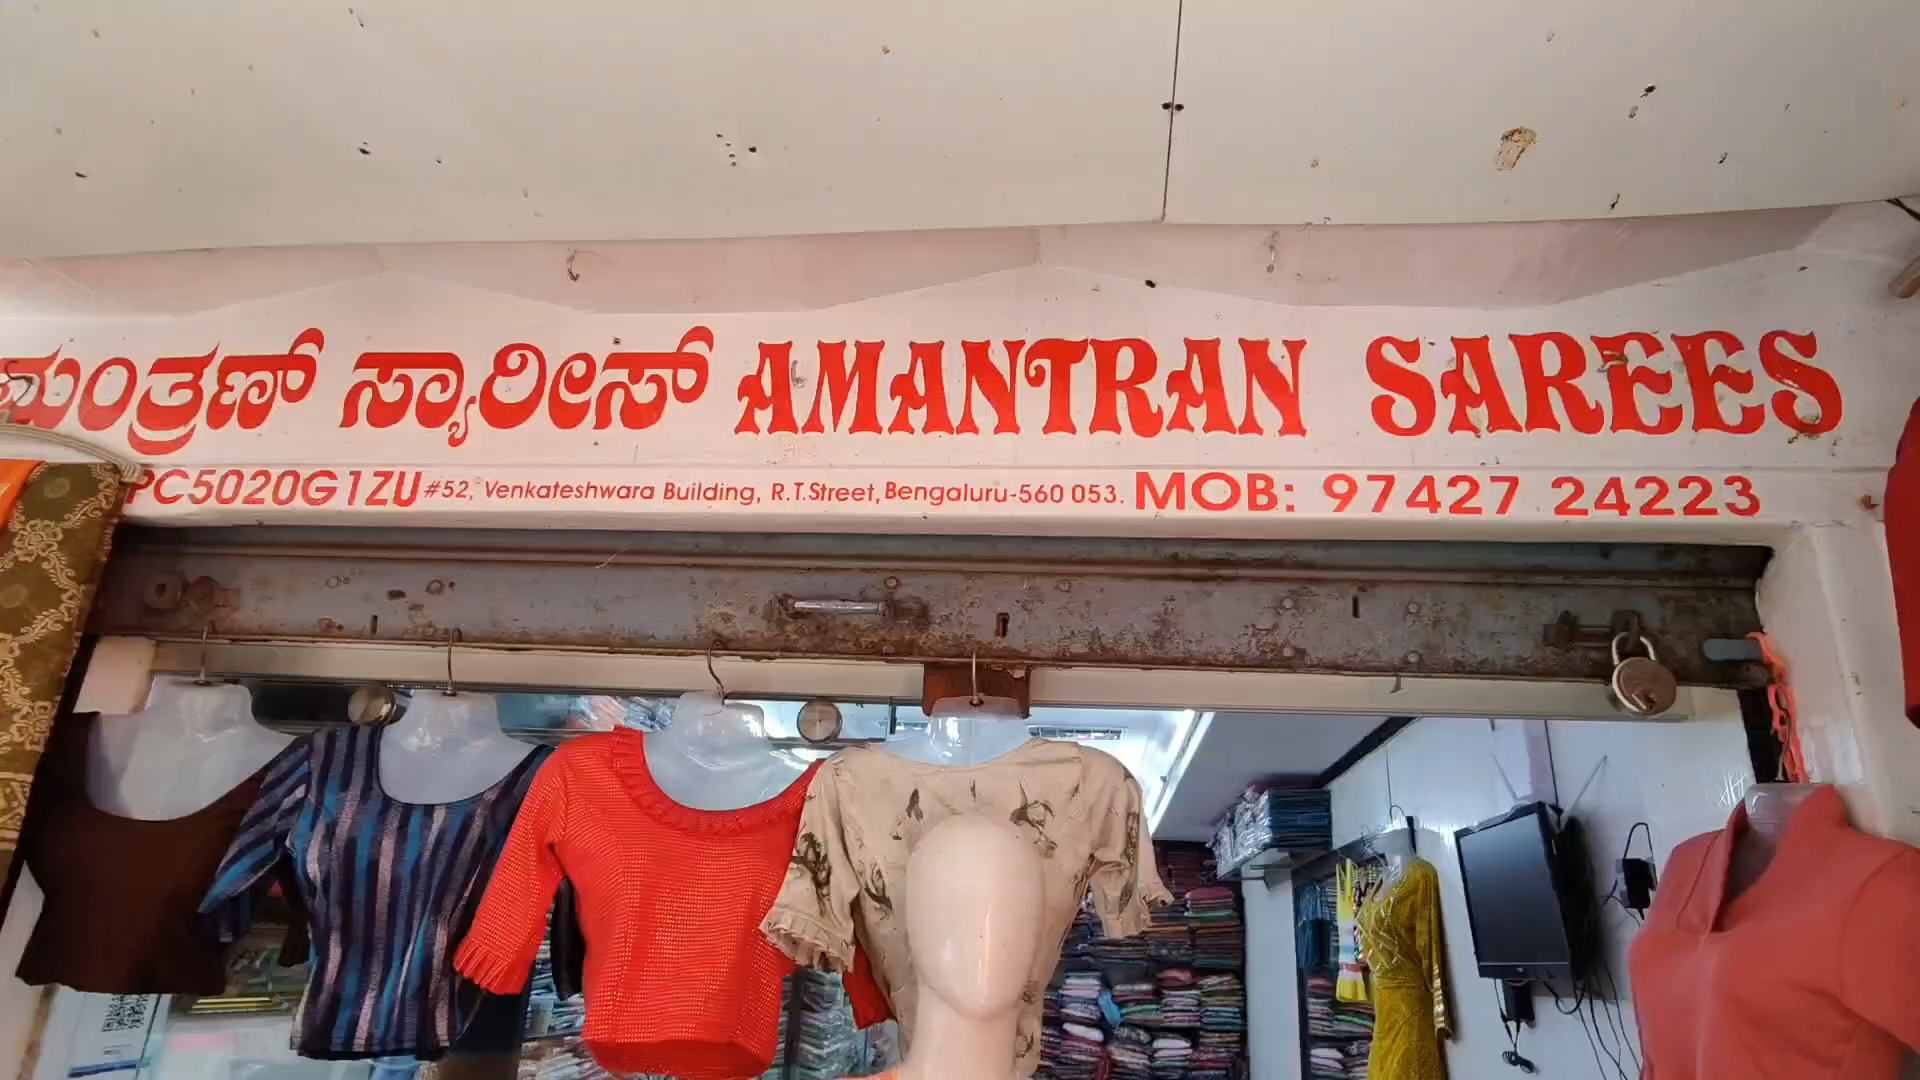 ಮಂತ್ರಣ್ ಸ್ಯಾರೀಸ್ AMANTRAN SAREES
PC5020G1ZU #52, Venkateshwara Building, R.T.Street, Bengaluru-560 053. MOB: 97427 24223